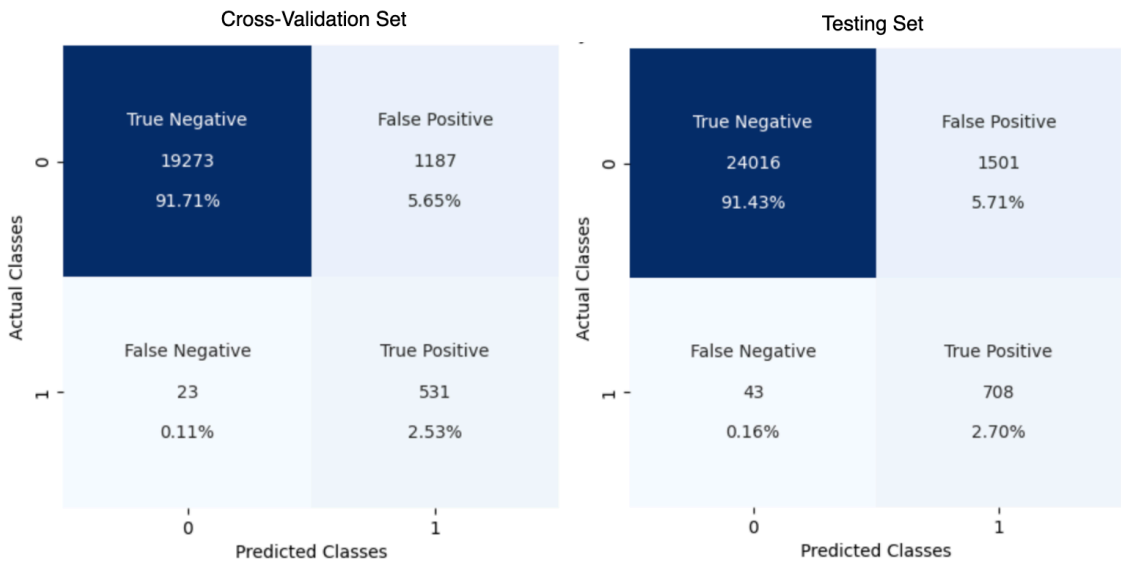 Cross-Validation Set
True Negative
19273
91.71%
False Positive
1187
5.65%
False Negative
23
0.11%
True Positive
531
2.53%
0
1
Actual Classes
0
1
Predicted Classes
Testing Set
True Negative
24016
91.43%
False Positive
1501
5.71%
False Negative
43
0.16%
True Positive
708
2.70%
0
1
Actual Classes
0
1
Predicted Classes